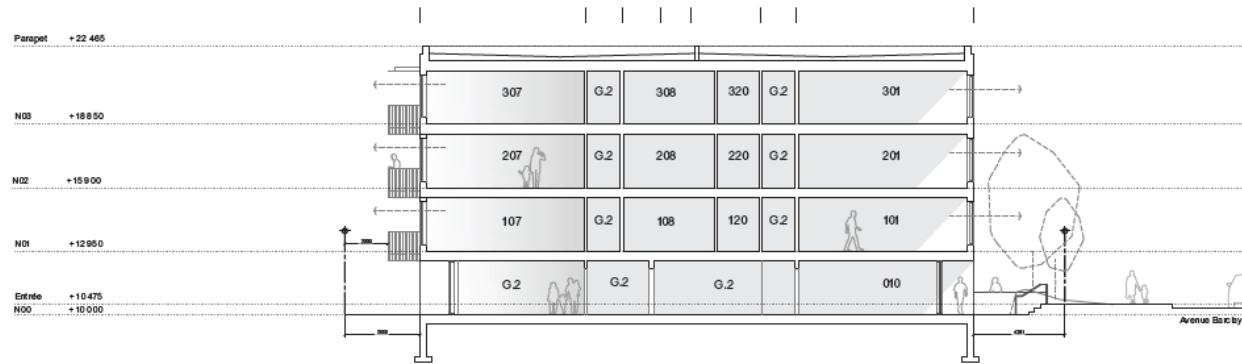 Parapet +22 465
307 G.2 308 320 G.2 301
N03 +18 850
207 G.2 208 220 G.2 201
N02 +15 900
107 G.2 108 120 G.2 101
N01 +12 950
G.2 G.2 G.2 010
Entrée +10 475
N00 +10 000
Avenue Barclay